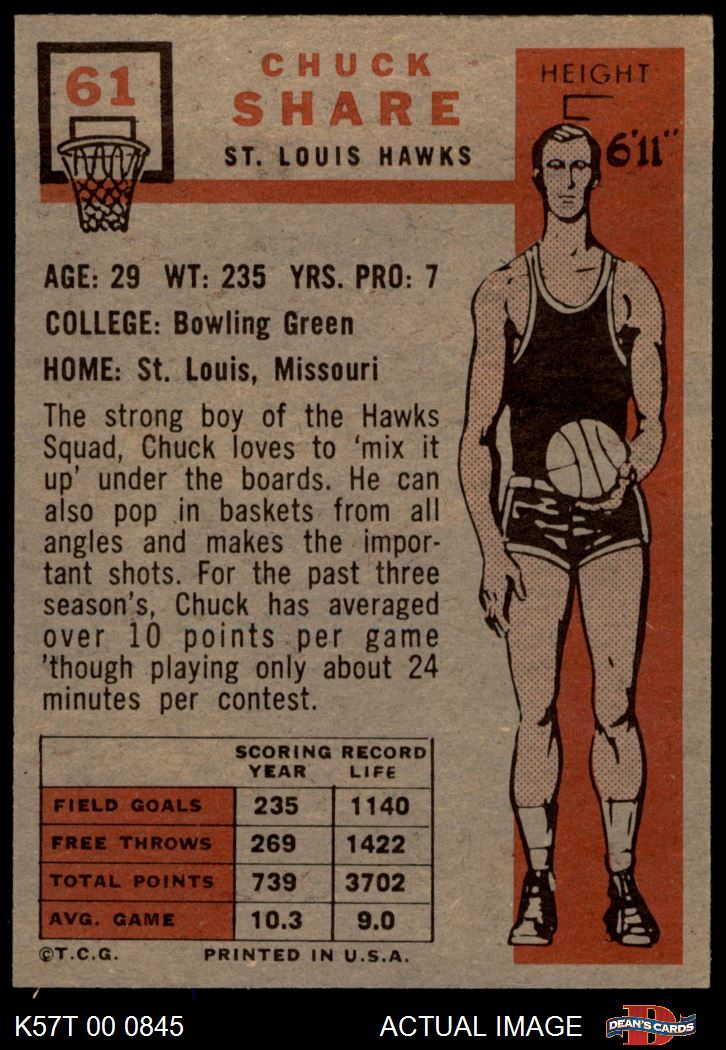 61
CHUCK
SHARE
ST. LOUIS HAWKS
HEIGHT
6'11"
AGE: 29 WT: 235 YRS. PRO: 7
COLLEGE: Bowling Green
HOME: St. Louis, Missouri
The strong boy of the Hawks
Squad, Chuck loves to 'mix it
up' under the boards. He can
also pop in baskets from all
angles and makes the impor-
tant shots. For the past three
season's, Chuck has averaged
over 10 points per game
'though playing only about 24
minutes per contest.
SCORING RECORD
YEAR LIFE
FIELD GOALS 235 1140
FREE THROWS 269 1422
TOTAL POINTS 739 3702
AVG. GAME 10.3 9.0
©T.C.G. PRINTED IN U.S.A.
K57T 00 0845 ACTUAL IMAGE D DEAN'S CARDS